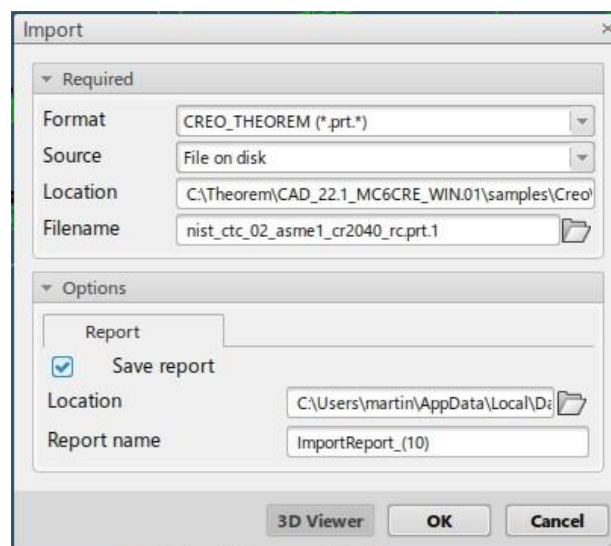 Import
Required
Format CREO_THEOREM (*.prt.*)
Source File on disk
Location C:\Theorem\CAD_22.1_MC6CRE_WIN.01\samples\Creo\
Filename nist_ctc_02_asme1_cr2040_rc.prt.1
Options
Report
Save report
Location C:\Users\martin\AppData\Local\Da
Report name ImportReport_(10)
3D Viewer OK Cancel